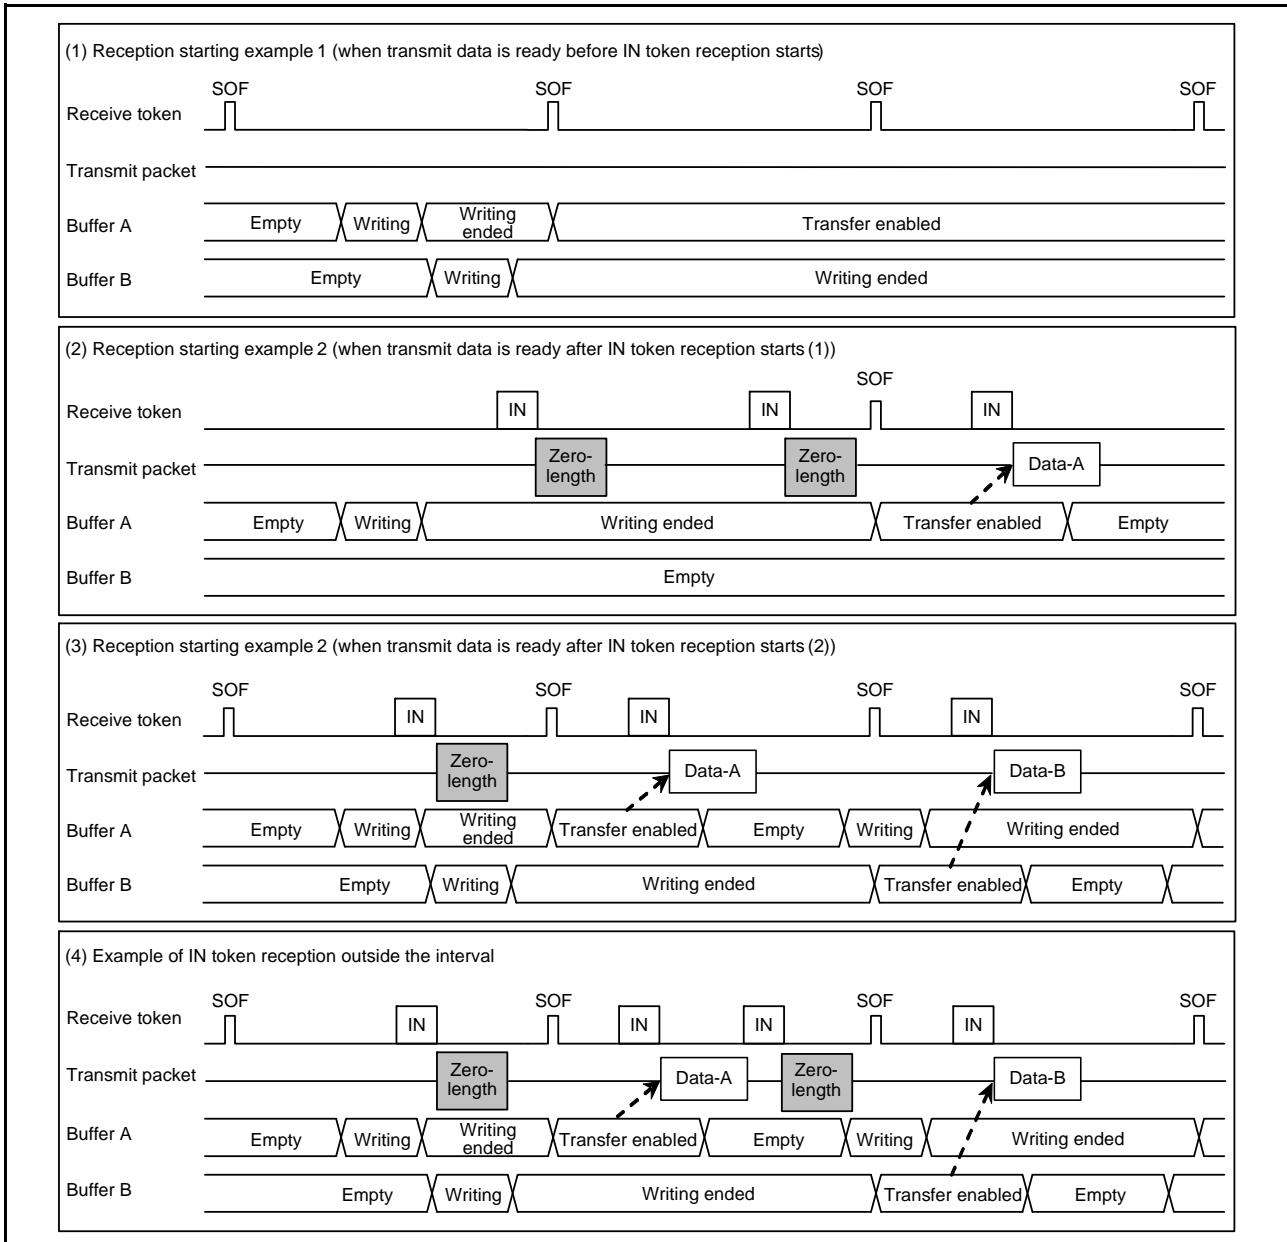 (1) Reception starting example 1 (when transmit data is ready before IN token reception starts)
SOF SOF SOF SOF
Receive token
Transmit packet
Buffer A Empty Writing Writing ended Transfer enabled
Buffer B Empty Writing Writing ended
(2) Reception starting example 2 (when transmit data is ready after IN token reception starts (1))
SOF
Receive token IN IN IN
Transmit packet Zero-length Zero-length Data-A
Buffer A Empty Writing Writing ended Transfer enabled Empty
Buffer B Empty
(3) Reception starting example 2 (when transmit data is ready after IN token reception starts (2))
SOF SOF SOF SOF
Receive token IN IN IN
Transmit packet Zero-length Data-A Data-B
Buffer A Empty Writing Writing ended Transfer enabled Empty Writing Writing ended
Buffer B Empty Writing Writing ended Transfer enabled Empty
(4) Example of IN token reception outside the interval
SOF SOF SOF SOF
Receive token IN IN IN IN
Transmit packet Zero-length Data-A Zero-length Data-B
Buffer A Empty Writing Writing ended Transfer enabled Empty Writing Writing ended
Buffer B Empty Writing Writing ended Transfer enabled Empty